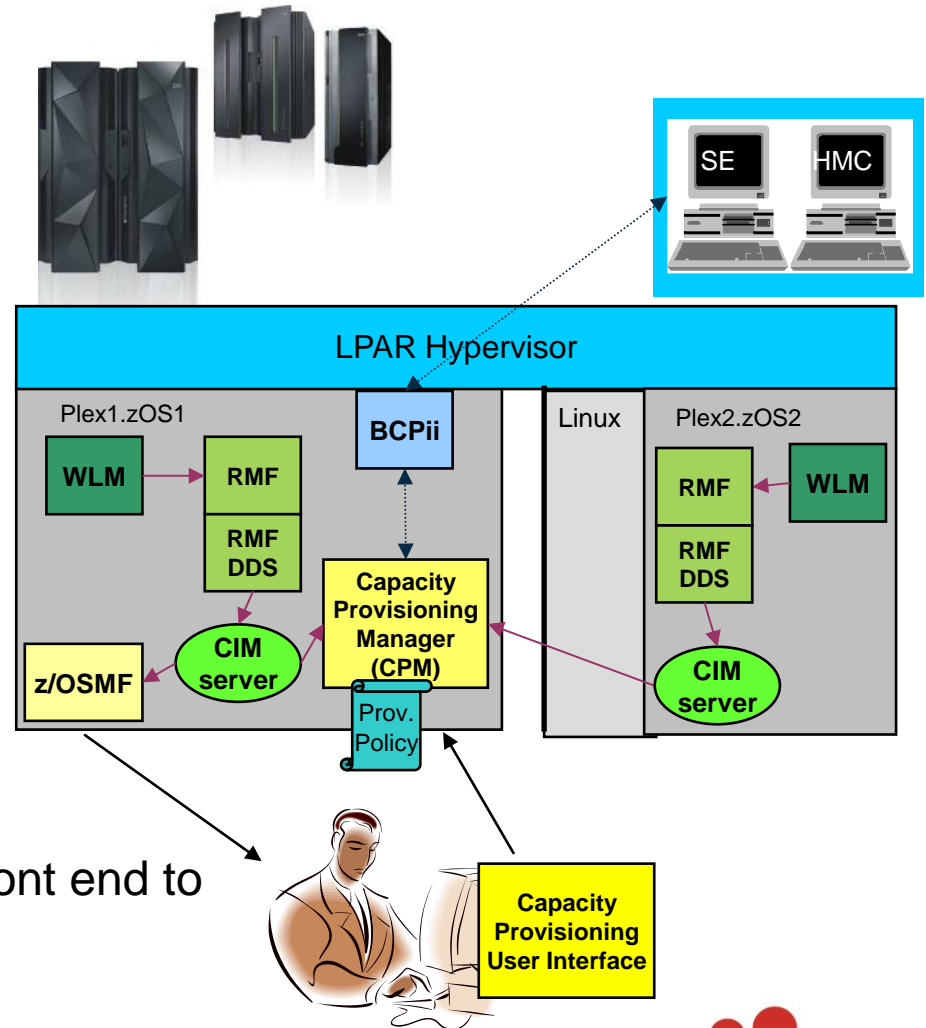 SE
HMC
LPAR Hypervisor
Plex1.zOS1
BCPii
Linux
Plex2.zOS2
WLM
RMF
RMF
WLM
RMF
DDS
RMF
DDS
Capacity
Provisioning
Manager
(CPM)
CIM
server
z/OSMF
CIM
server
Prov.
Policy
ont end to
Capacity
Provisioning
User Interface